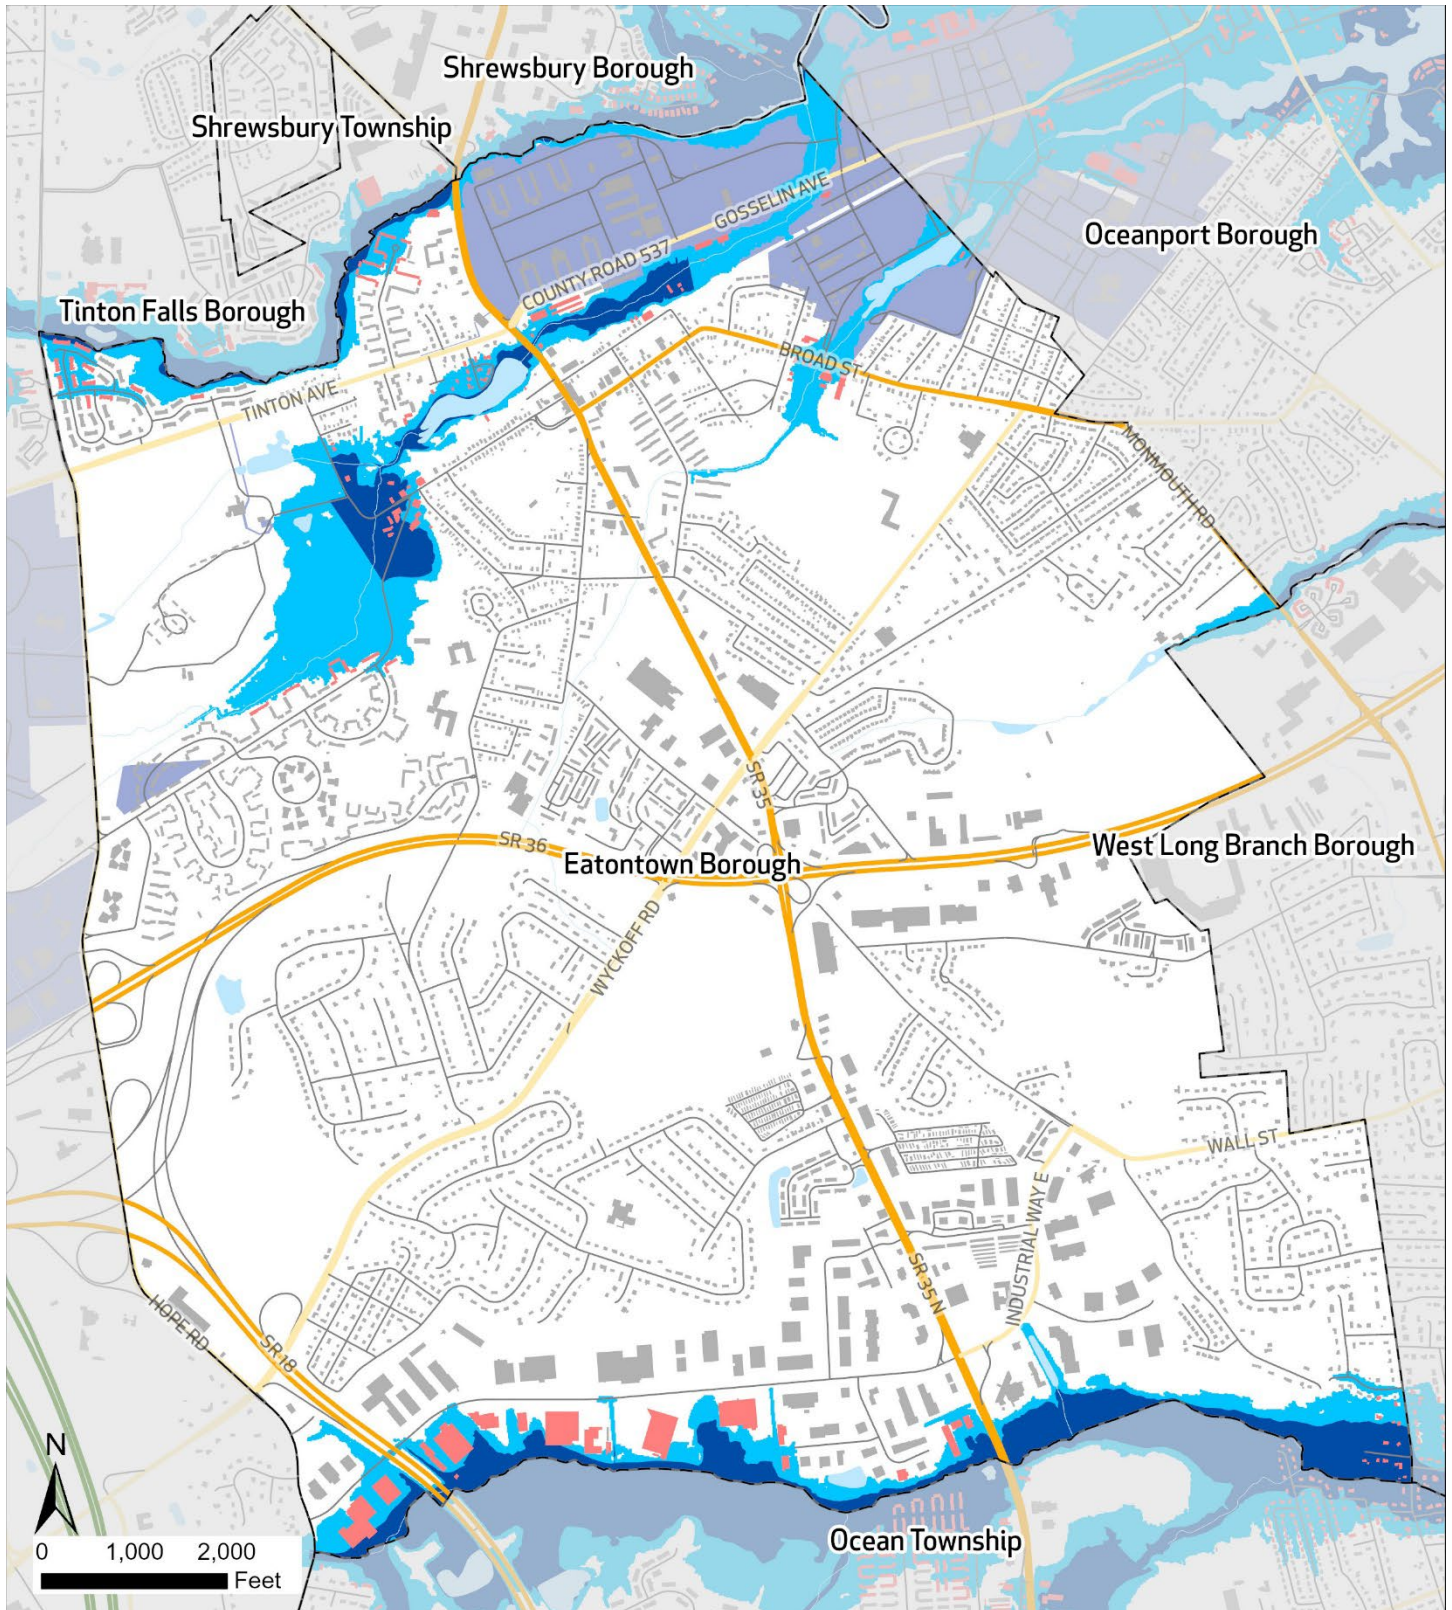 Shrewsbury Borough
Shrewsbury Township
GOSSELIN AVE
Oceanport Borough
COUNTY ROAD 537
Tinton Falls Borough
BROAD ST
TINTON AVE
MONMOUTH RD
SR 35
SR 36
Eatontown Borough
West Long Branch Borough
WYCKOFF RD
WALL ST
INDUSTRIAL WAY E
SR 35 N
HOPE RD
SR 18
N
Ocean Township
0 1,000 2,000
Feet